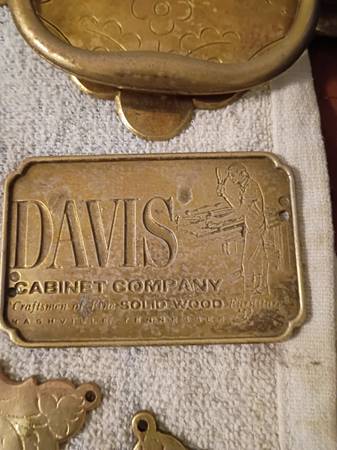 DAVIS
CABINET COMPANY
Craftsmen of Fine SOLID WOOD Furniture
NASHVILLE, TENNESSEE